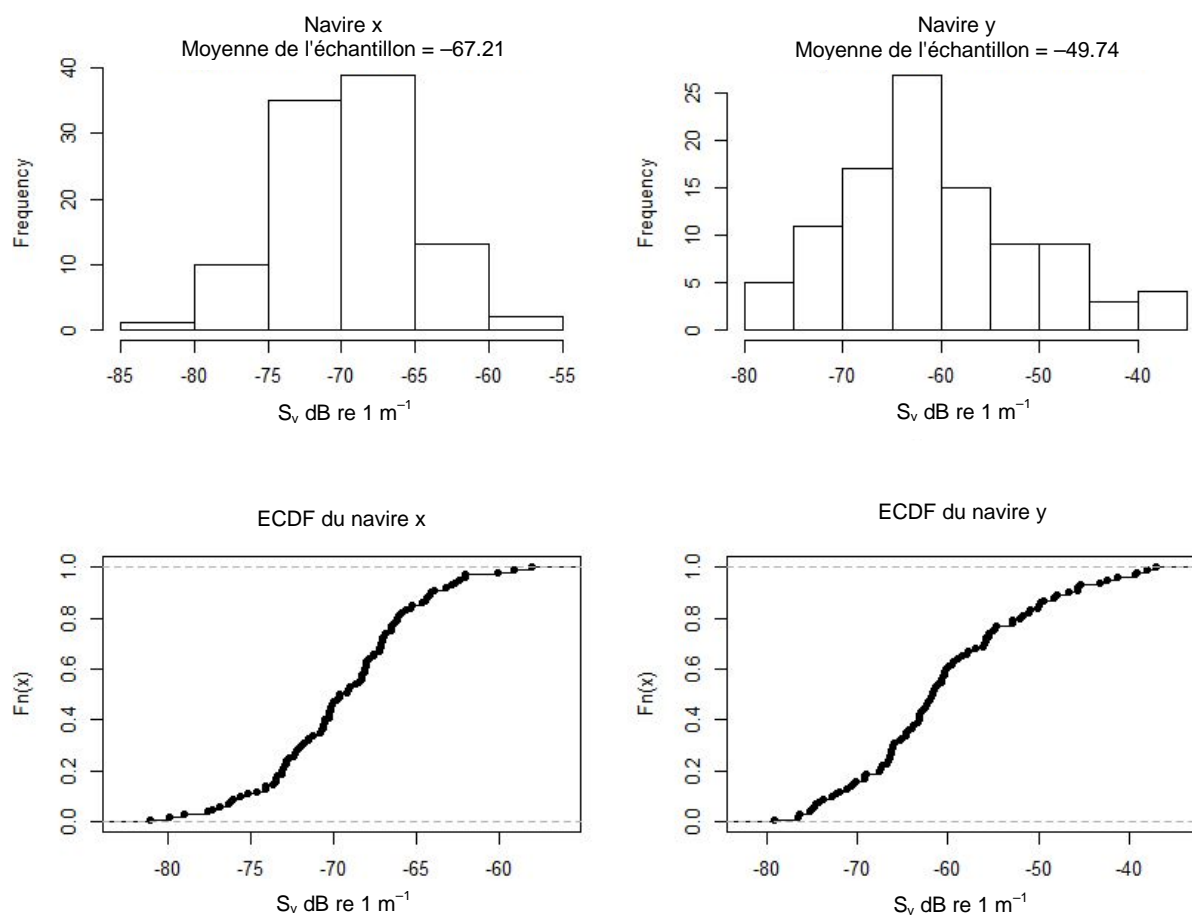 Navire x
Moyenne de l'échantillon = –67.21
Frequency
40
30
20
10
0
-85 -80 -75 -70 -65 -60 -55
Sᵥ dB re 1 m⁻¹
Navire y
Moyenne de l'échantillon = –49.74
Frequency
25
20
15
10
5
0
-80 -70 -60 -50 -40
Sᵥ dB re 1 m⁻¹
ECDF du navire x
Fn(x)
1.0
0.8
0.6
0.4
0.2
0.0
-80 -70 -60
Sᵥ dB re 1 m⁻¹
ECDF du navire y
Fn(x)
1.0
0.8
0.6
0.4
0.2
0.0
-80 -70 -60 -50 -40
Sᵥ dB re 1 m⁻¹